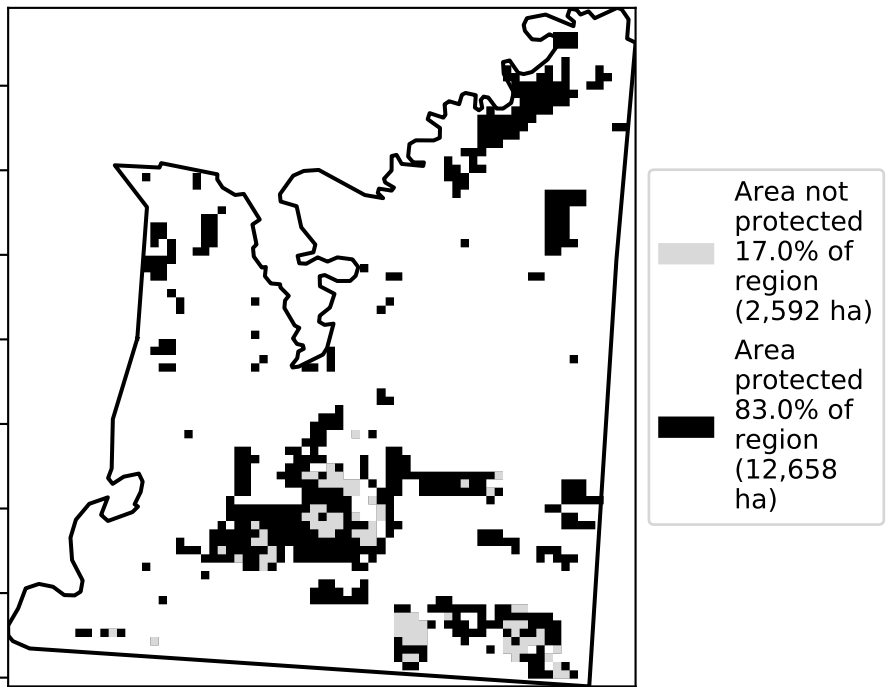 Area not
protected
17.0% of
region
(2,592 ha)
Area
protected
83.0% of
region
(12,658
ha)